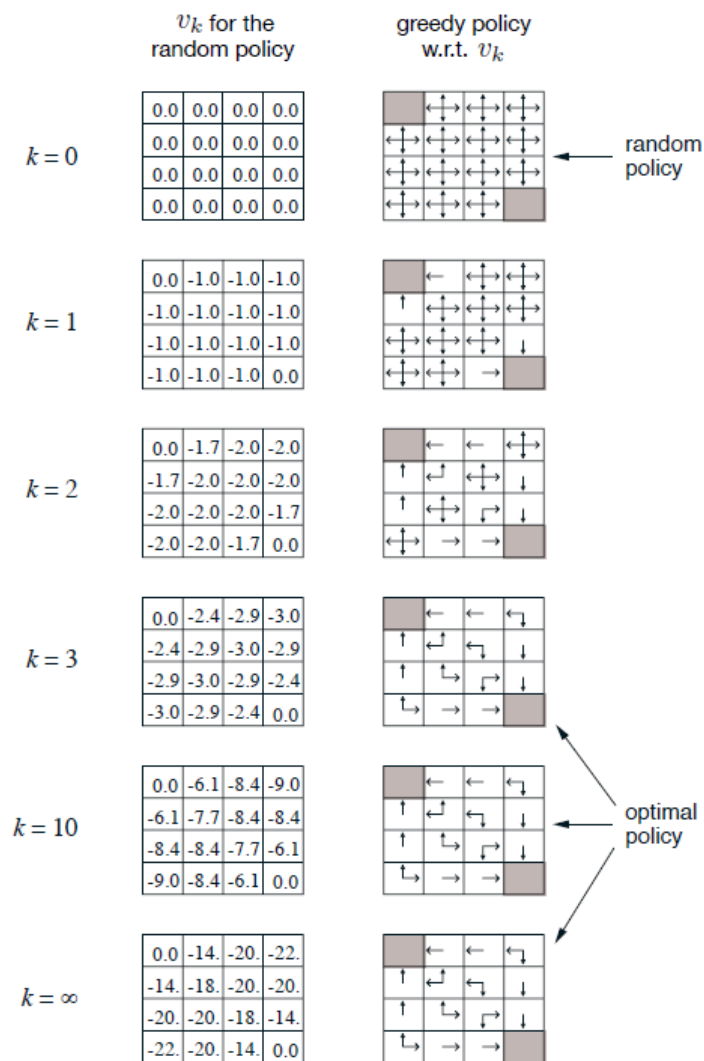 v_k for the random policy
greedy policy w.r.t. v_k
k = 0
0.0 0.0 0.0 0.0
0.0 0.0 0.0 0.0
0.0 0.0 0.0 0.0
0.0 0.0 0.0 0.0
random policy
k = 1
0.0 -1.0 -1.0 -1.0
-1.0 -1.0 -1.0 -1.0
-1.0 -1.0 -1.0 -1.0
-1.0 -1.0 -1.0 0.0
k = 2
0.0 -1.7 -2.0 -2.0
-1.7 -2.0 -2.0 -2.0
-2.0 -2.0 -2.0 -1.7
-2.0 -2.0 -1.7 0.0
k = 3
0.0 -2.4 -2.9 -3.0
-2.4 -2.9 -3.0 -2.9
-2.9 -3.0 -2.9 -2.4
-3.0 -2.9 -2.4 0.0
k = 10
0.0 -6.1 -8.4 -9.0
-6.1 -7.7 -8.4 -8.4
-8.4 -8.4 -7.7 -6.1
-9.0 -8.4 -6.1 0.0
optimal policy
k = ∞
0.0 -14. -20. -22.
-14. -18. -20. -20.
-20. -20. -18. -14.
-22. -20. -14. 0.0